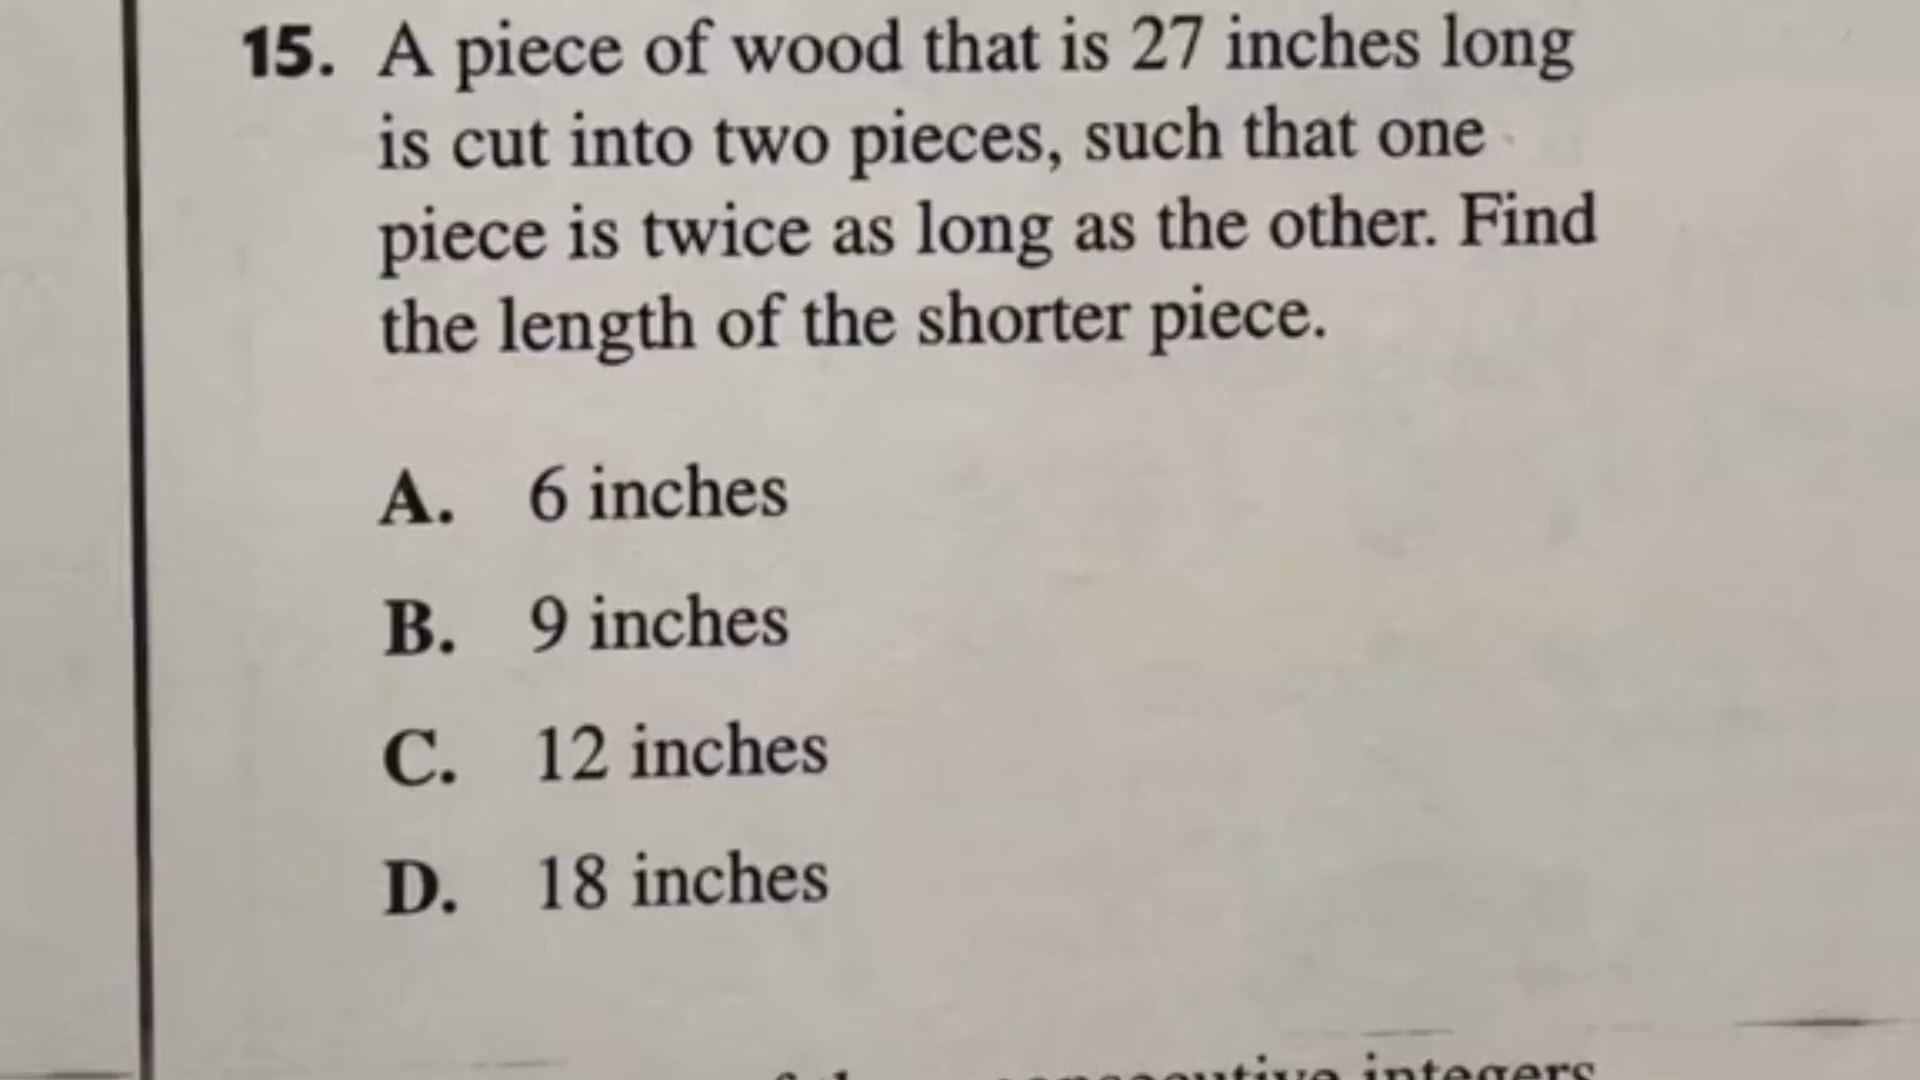 15. A piece of wood that is 27 inches long
is cut into two pieces, such that one
piece is twice as long as the other. Find
the length of the shorter piece.
A. 6 inches
B. 9 inches
C. 12 inches
D. 18 inches
consecutive integers